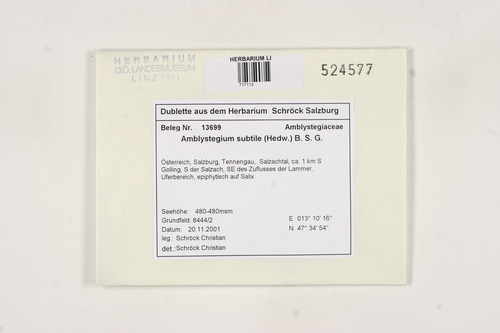 HERBARIUM
OÖ. LANDESMUSEUM
LINZ (LI)
HERBARIUM LI
717113
524577
Dublette aus dem Herbarium Schröck Salzburg
Beleg Nr. 13699 Amblystegiaceae
Amblystegium subtile (Hedw.) B. S. G.
Österreich, Salzburg, Tennengau, Salzachtal, ca. 1 km S
Golling, S der Salzach, SE des Zuflusses der Lammer,
Uferbereich, epiphytisch auf Salix.
Seehöhe: 480-480msm
Grundfeld: 8444/2 E 013° 10' 16''
Datum: 20.11.2001 N 47° 34' 54''
leg.: Schröck Christian
det.: Schröck Christian